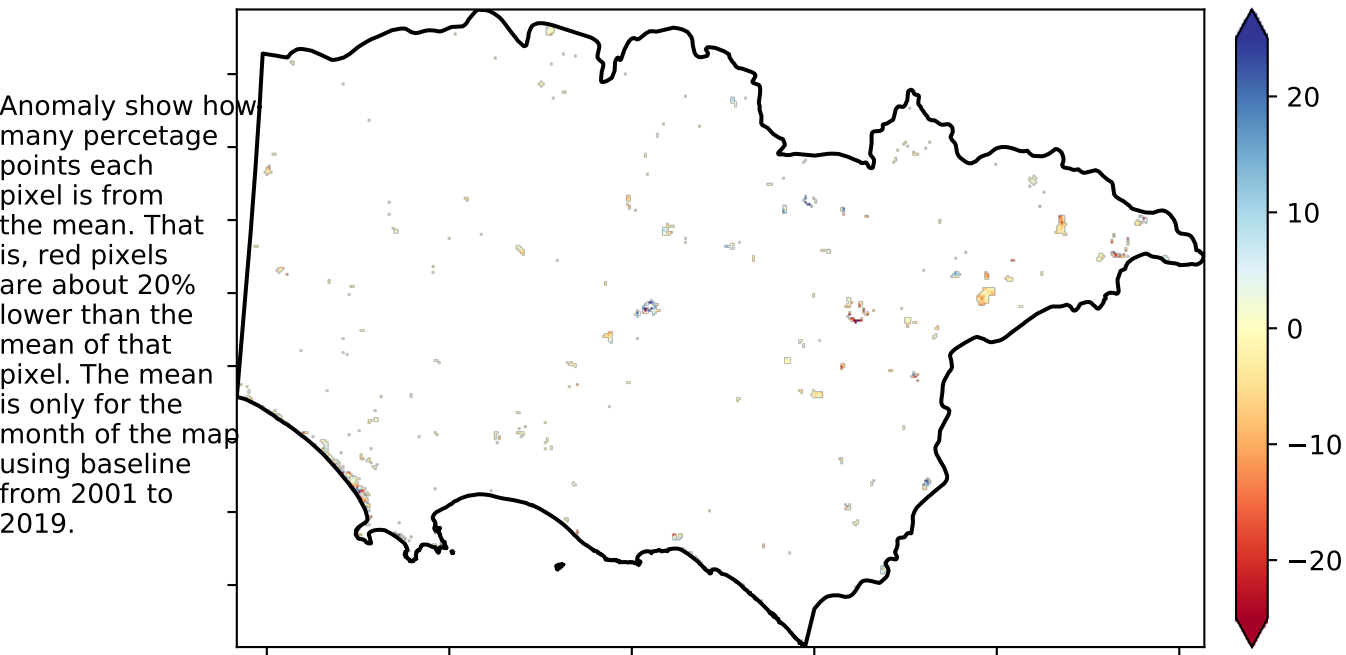 Anomaly show how
many percetage
points each
pixel is from
the mean. That
is, red pixels
are about 20%
lower than the
mean of that
pixel. The mean
is only for the
month of the map
using baseline
from 2001 to
2019.
20
10
0
−10
−20